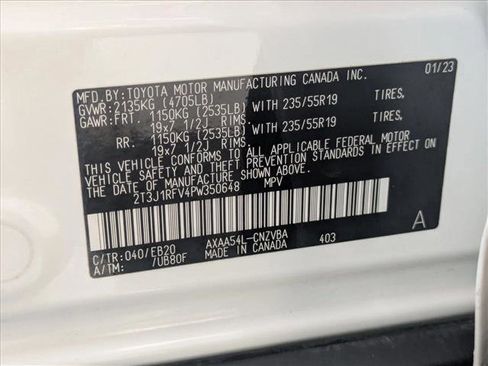 MFD. BY: TOYOTA MOTOR MANUFACTURING CANADA INC. 01/23
GVWR: 2135KG (4705LB)
GAWR: FRT. 1150KG (2535LB) WITH 235/55R19 TIRES.
19x7 1/2J RIMS.
RR. 1150KG (2535LB) WITH 235/55R19 TIRES.
19x7 1/2J RIMS.
THIS VEHICLE CONFORMS TO ALL APPLICABLE FEDERAL MOTOR
VEHICLE SAFETY AND THEFT PREVENTION STANDARDS IN EFFECT ON
THE DATE OF MANUFACTURE SHOWN ABOVE.
2T3J1RFV4PW350648 MPV
C/TR: 040/EB20 AXAA54L-CNZVBA 403 A
A/TM: /UB80F MADE IN CANADA